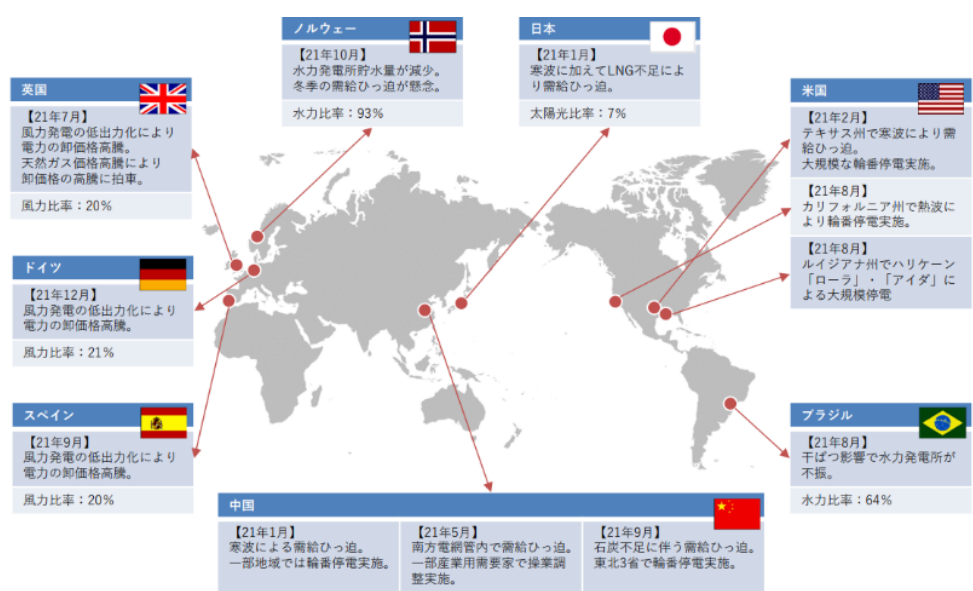 ノルウェー
【21年10月】
水力発電所貯水量が減少。
冬季の需給ひっ迫が懸念。
水力比率：93%
日本
【21年1月】
寒波に加えてLNG不足によ
り需給ひっ迫。
太陽光比率：7%
英国
【21年7月】
風力発電の低出力化により
電力の卸価格高騰。
天然ガス価格高騰により
卸価格の高騰に拍車。
風力比率：20%
米国
【21年2月】
テキサス州で寒波により需
給ひっ迫。
大規模な輪番停電実施。
【21年8月】
カリフォルニア州で熱波に
より輪番停電実施。
【21年8月】
ルイジアナ州でハリケーン
「ローラ」・「アイダ」に
よる大規模停電
ドイツ
【21年12月】
風力発電の低出力化により
電力の卸価格高騰。
風力比率：21%
スペイン
【21年9月】
風力発電の低出力化により
電力の卸価格高騰。
風力比率：20%
ブラジル
【21年8月】
干ばつ影響で水力発電所が
不振。
水力比率：64%
中国
【21年1月】
寒波による需給ひっ迫。
一部地域では輪番停電実施。
【21年5月】
南方電網管内で需給ひっ迫。
一部産業用需要家で操業調
整実施。
【21年9月】
石炭不足に伴う需給ひっ迫。
東北3省で輪番停電実施。